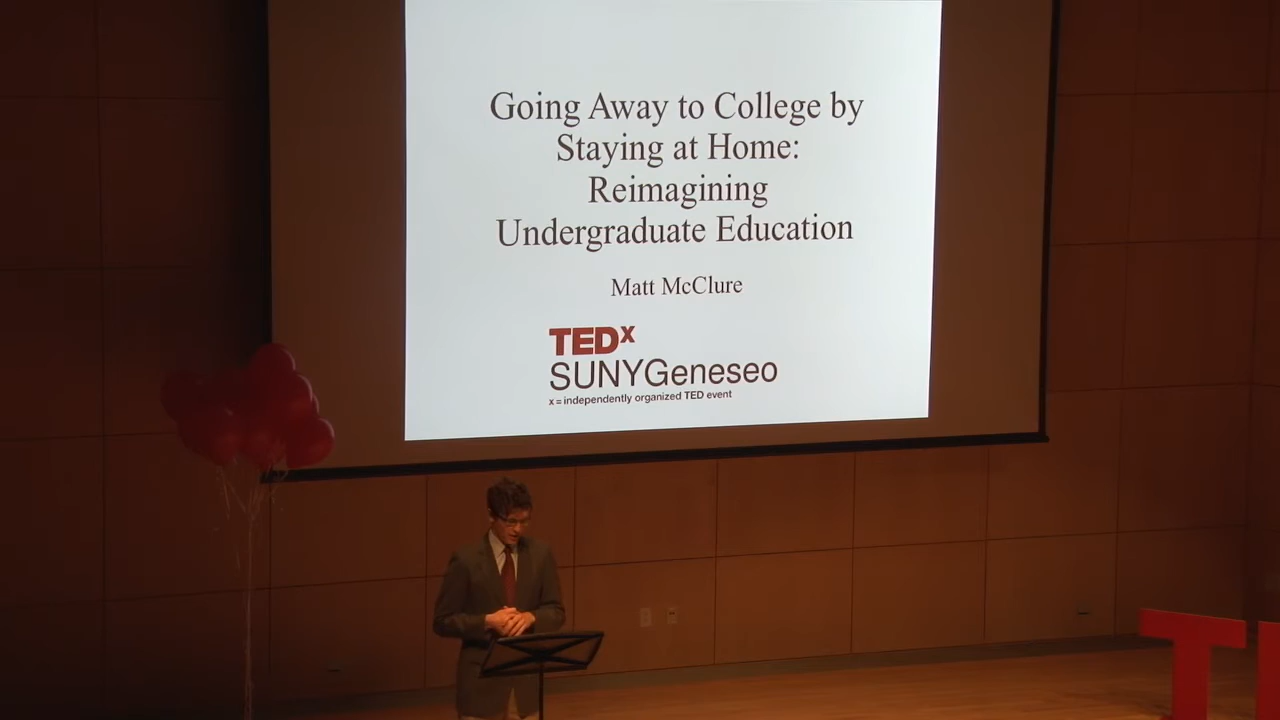 Going Away to College by
Staying at Home:
Reimagining
Undergraduate Education
Matt McClure
TEDx
SUNYGeneseo
x = independently organized TED event
T